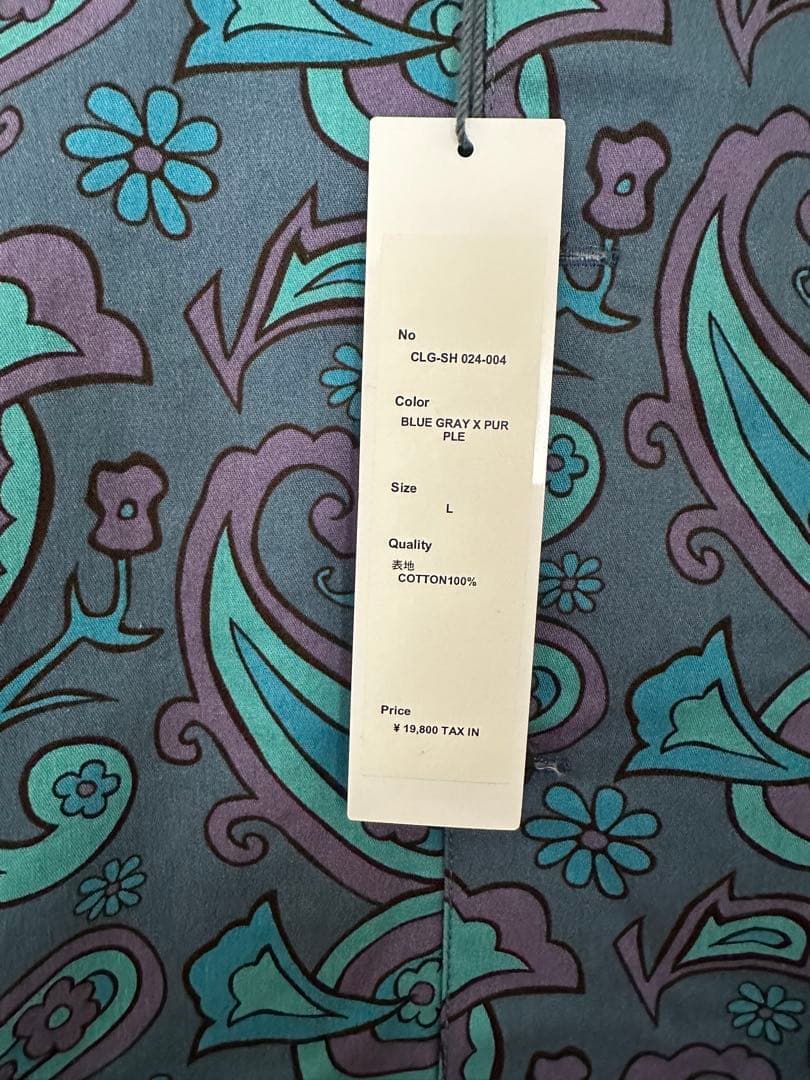 No
CLG-SH 024-004
Color
BLUE GRAY X PUR
PLE
Size
L
Quality
表地
COTTON100%
Price
¥ 19,800 TAX IN